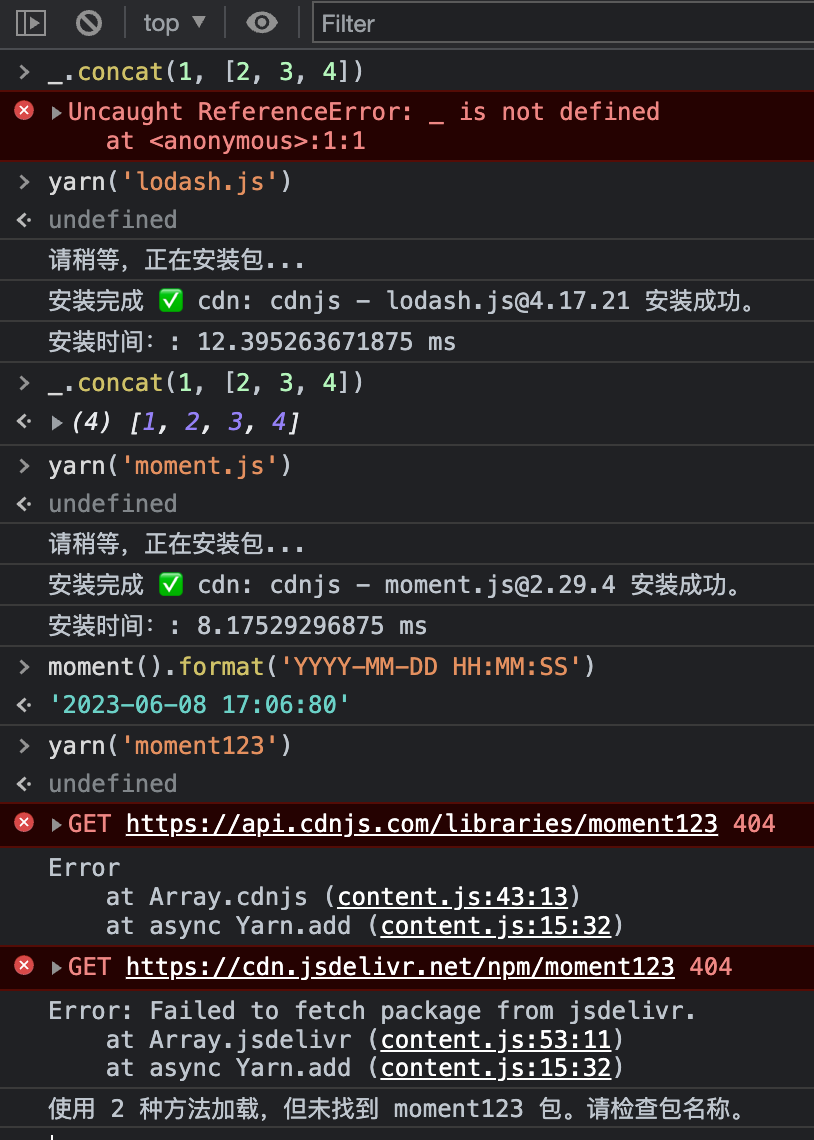 top ▼ Filter
> _.concat(1, [2, 3, 4])
Uncaught ReferenceError: _ is not defined
at <anonymous>:1:1
> yarn('lodash.js')
undefined
请稍等，正在安装包...
安装完成 ✅ cdn: cdnjs - lodash.js@4.17.21 安装成功。
安装时间：: 12.395263671875 ms
> _.concat(1, [2, 3, 4])
(4) [1, 2, 3, 4]
> yarn('moment.js')
undefined
请稍等，正在安装包...
安装完成 ✅ cdn: cdnjs - moment.js@2.29.4 安装成功。
安装时间：: 8.17529296875 ms
> moment().format('YYYY-MM-DD HH:MM:SS')
'2023-06-08 17:06:80'
> yarn('moment123')
undefined
GET https://api.cdnjs.com/libraries/moment123 404
Error
at Array.cdnjs (content.js:43:13)
at async Yarn.add (content.js:15:32)
GET https://cdn.jsdelivr.net/npm/moment123 404
Error: Failed to fetch package from jsdelivr.
at Array.jsdelivr (content.js:53:11)
at async Yarn.add (content.js:15:32)
使用 2 种方法加载，但未找到 moment123 包。请检查包名称。